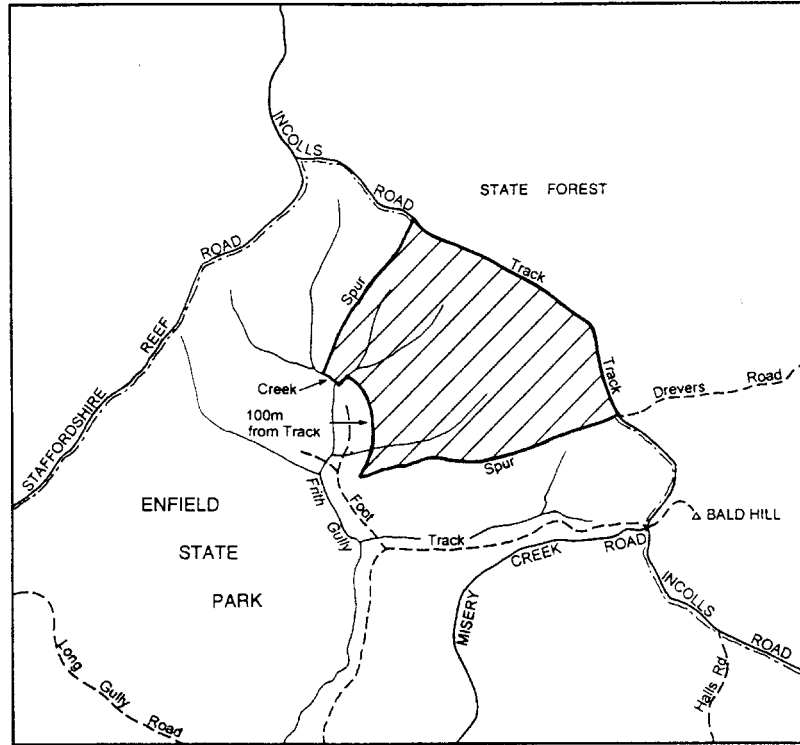 INCOLLS
ROAD
STATE FOREST
ROAD
Track
Spur
REEF
Track
Drevers Road
Creek
100m
from Track
STAFFORDSHIRE
Spur
ENFIELD
STATE
PARK
Frith
Gully
Foot
Track
BALD HILL
CREEK ROAD
MISERY
INCOLLS
ROAD
Long
Gully
Road
Halls Rd